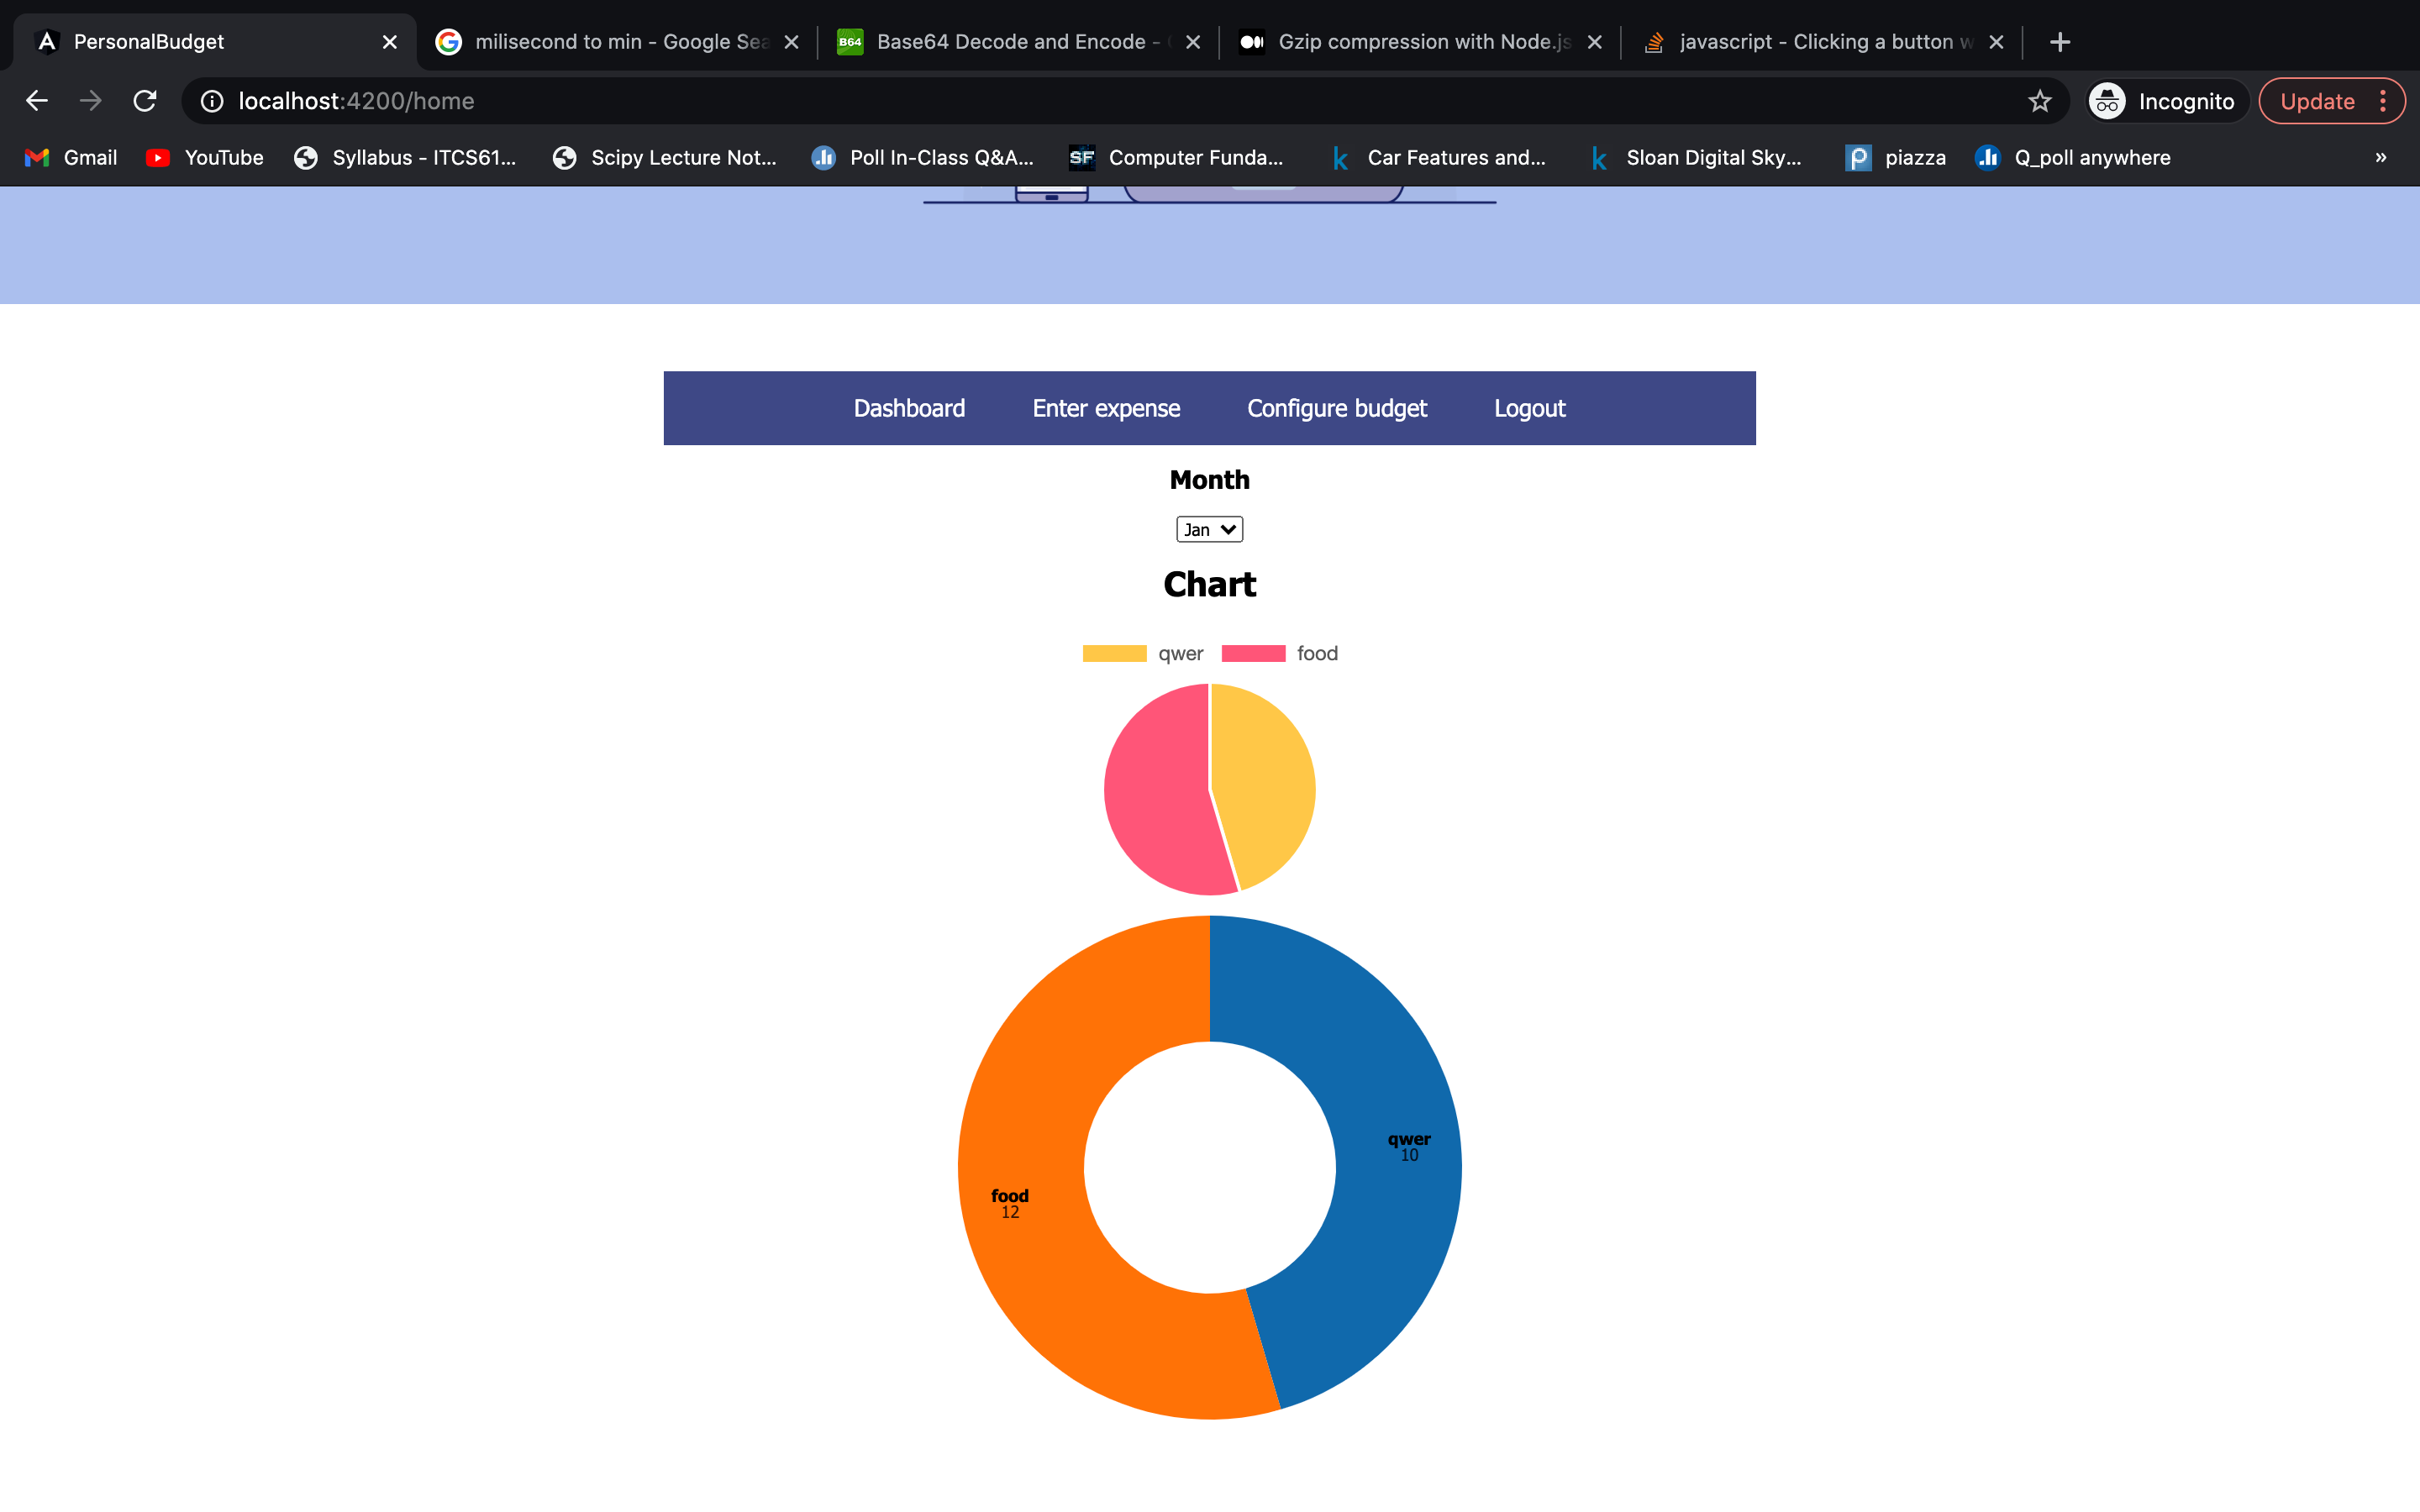 PersonalBudget
milisecond to min - Google Sea
Base64 Decode and Encode -
Gzip compression with Node.js
javascript - Clicking a button w
localhost:4200/home
Incognito
Update
Gmail
YouTube
Syllabus - ITCS61...
Scipy Lecture Not...
Poll In-Class Q&A...
SF
Computer Funda...
Car Features and...
Sloan Digital Sky...
piazza
Q_poll anywhere
»
Dashboard
Enter expense
Configure budget
Logout
Month
Jan
Chart
qwer
food
qwer
10
food
12